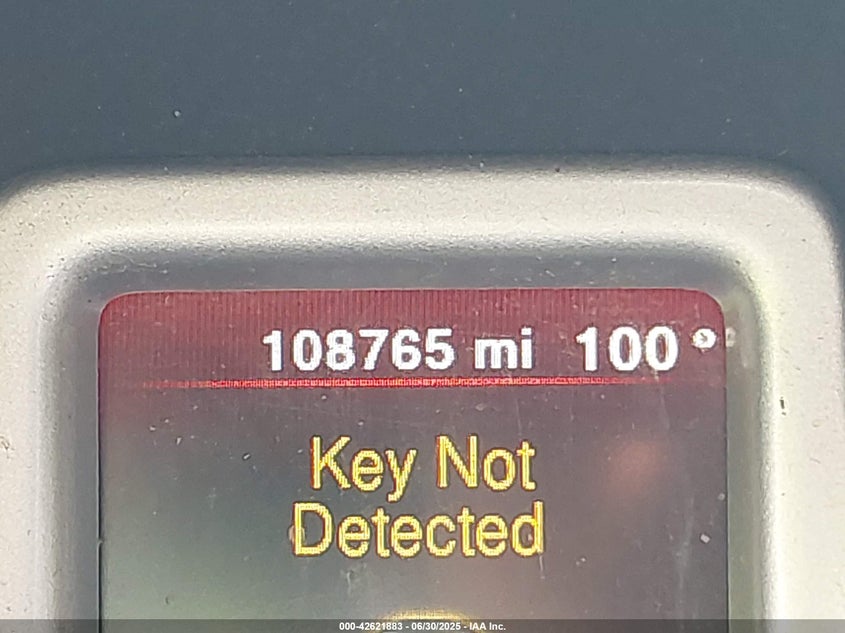 108765 mi 100°
Key Not
Detected
000-42621883 - 06/30/2025 - IAA Inc.